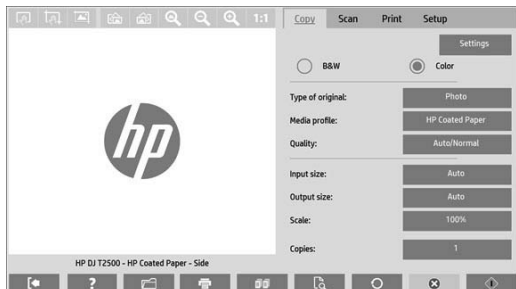 1:1
Copy Scan Print Setup
Settings
B&W Color
Type of original: Photo
Media profile: HP Coated Paper
Quality: Auto/Normal
Input size: Auto
Output size: Auto
Scale: 100%
Copies: 1
hp
HP DJ T2500 - HP Coated Paper - Side
?